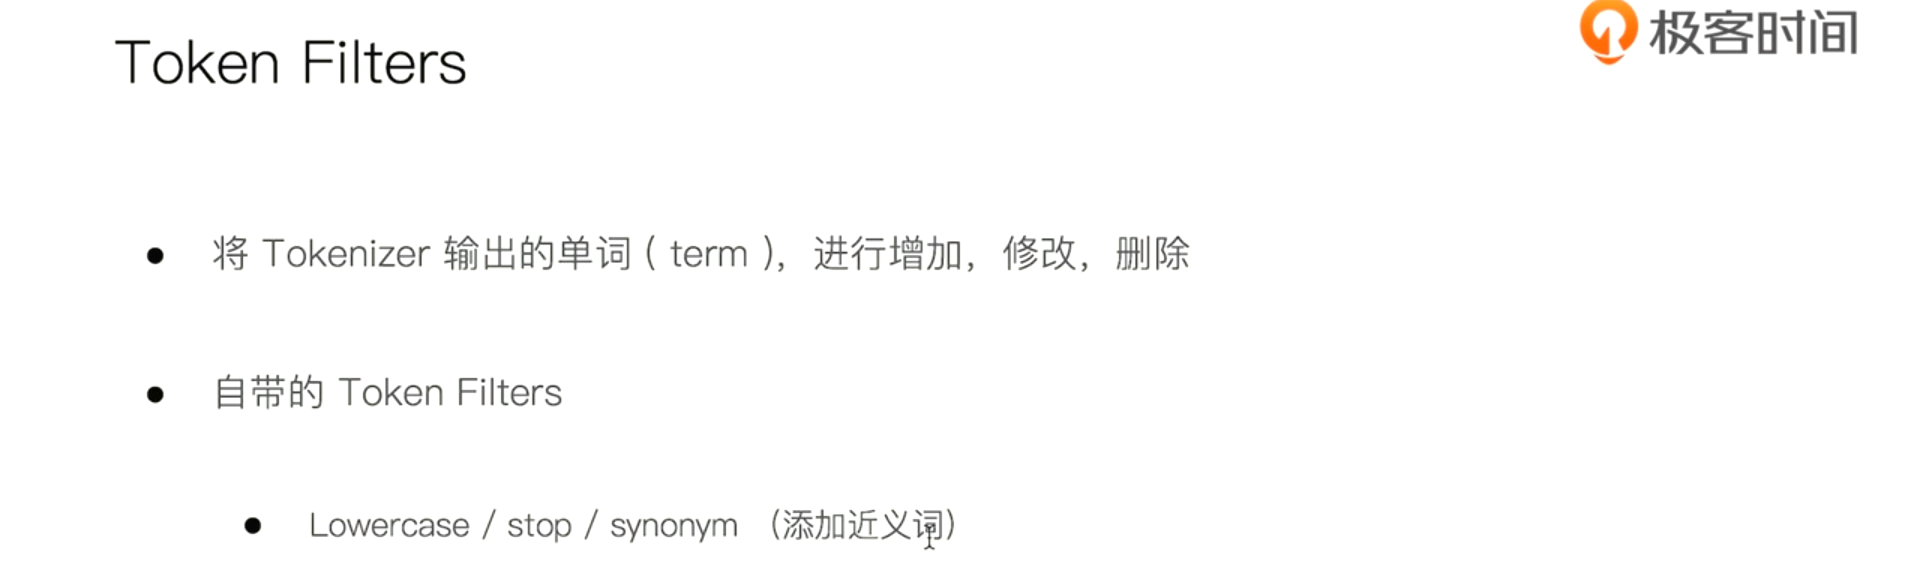 极客时间
Token Filters
将 Tokenizer 输出的单词（ term ），进行增加，修改，删除
自带的 Token Filters
Lowercase / stop / synonym （添加近义词）